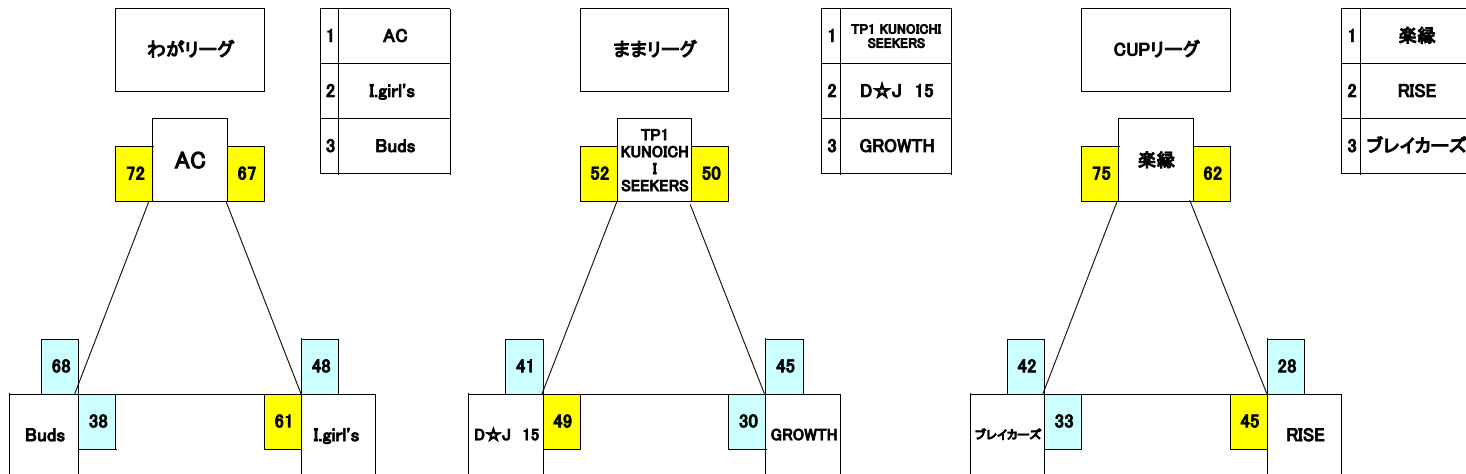 わがリーグ
1 AC
2 I.girl's
3 Buds
AC
72
67
68
48
38
61
Buds
I.girl's
ままリーグ
1 TP1 KUNOICHI
SEEKERS
2 D☆J 15
3 GROWTH
TP1
KUNOICH
I
SEEKERS
52
50
41
45
49
30
D☆J 15
GROWTH
CUPリーグ
1 楽縁
2 RISE
3 ブレイカーズ
楽縁
75
62
42
28
33
45
ブレイカーズ
RISE